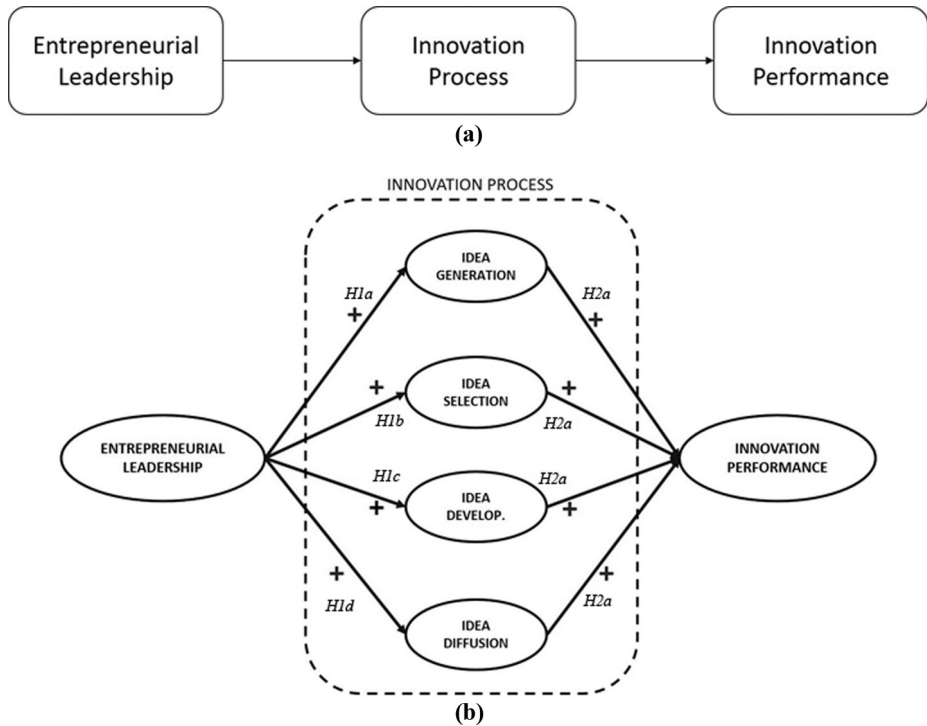 Entrepreneurial
Leadership
Innovation
Process
Innovation
Performance
(a)
INNOVATION PROCESS
IDEA
GENERATION
H1a
+
H2a
+
IDEA
SELECTION
+
H1b
+
H2a
ENTREPRENEURIAL
LEADERSHIP
INNOVATION
PERFORMANCE
H1c
+
H2a
+
IDEA
DEVELOP.
+
H1d
+
H2a
IDEA
DIFFUSION
(b)